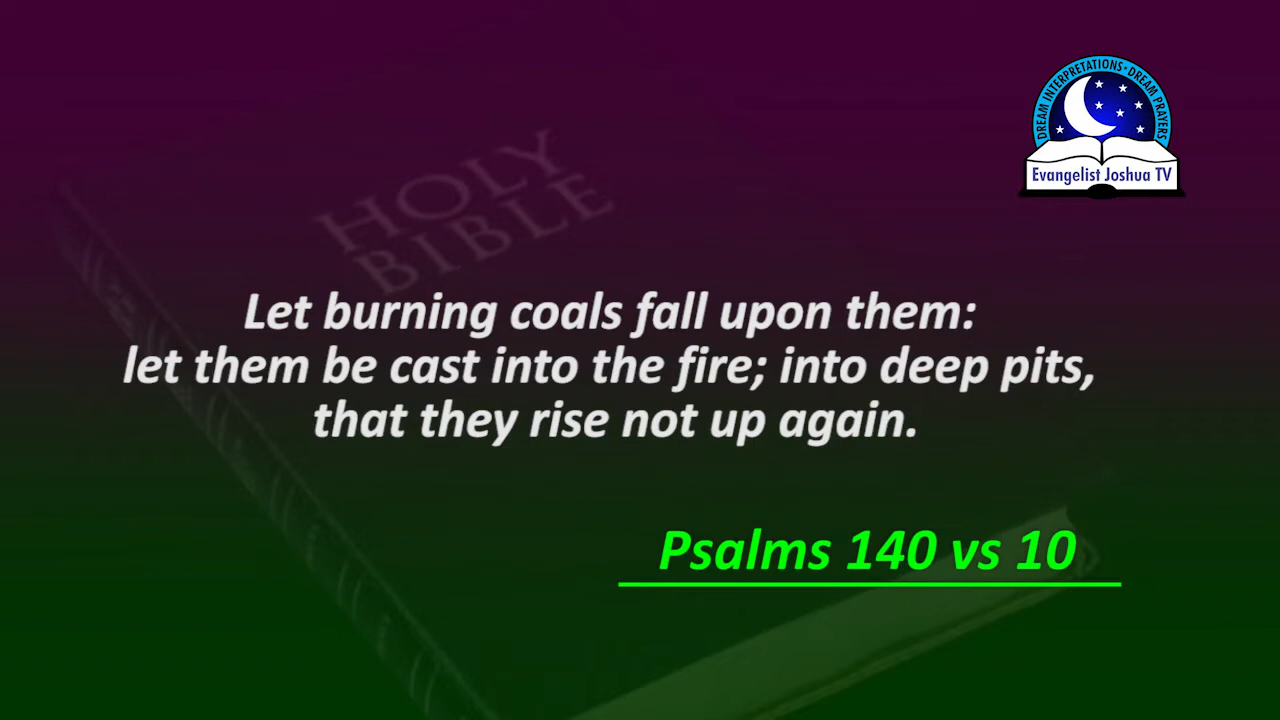 DREAM INTERPRETATIONS · DREAM PRAYERS
Evangelist Joshua TV
HOLY
BIBLE
Let burning coals fall upon them:
let them be cast into the fire; into deep pits,
that they rise not up again.
Psalms 140 vs 10